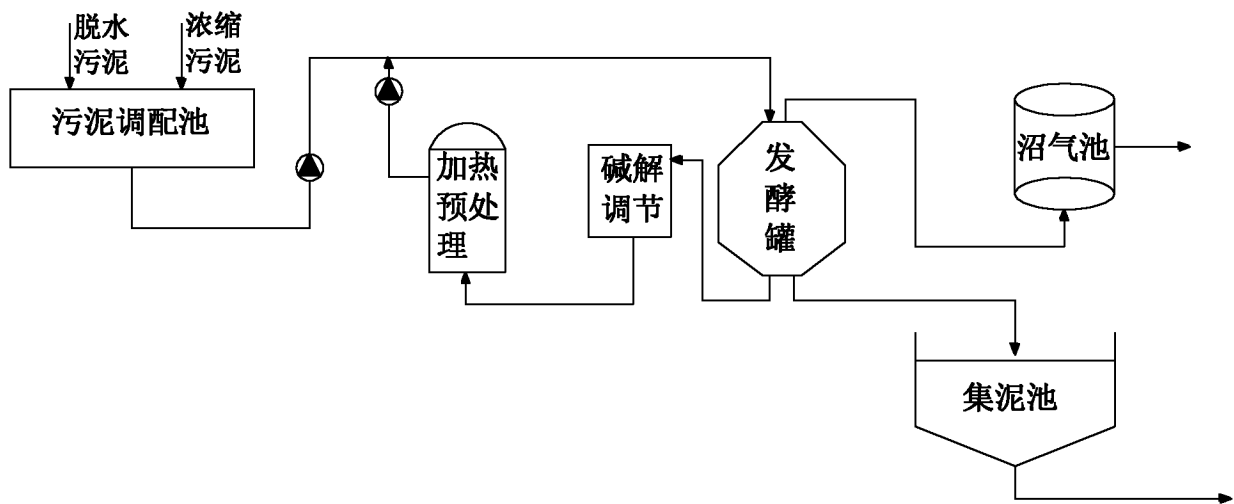 脱水
污泥
浓缩
污泥
污泥调配池
加热
预处
理
碱解
调节
发
酵
罐
沼气池
集泥池